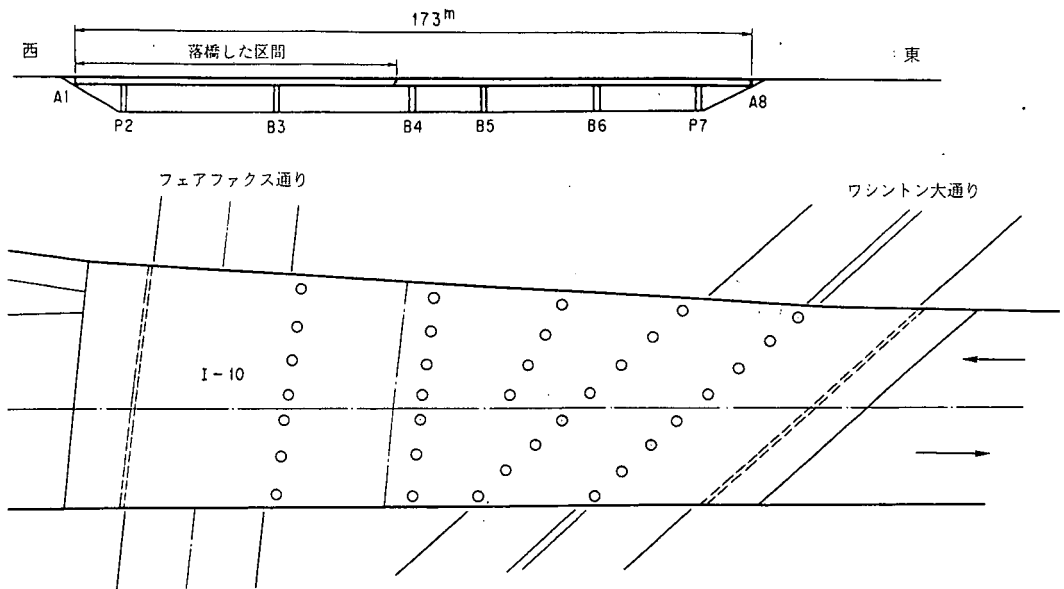 173m
西
落橋した区間
東
A1
A8
P2
B3
B4
B5
B6
P7
フェアファクス通り
ワシントン大通り
I-10